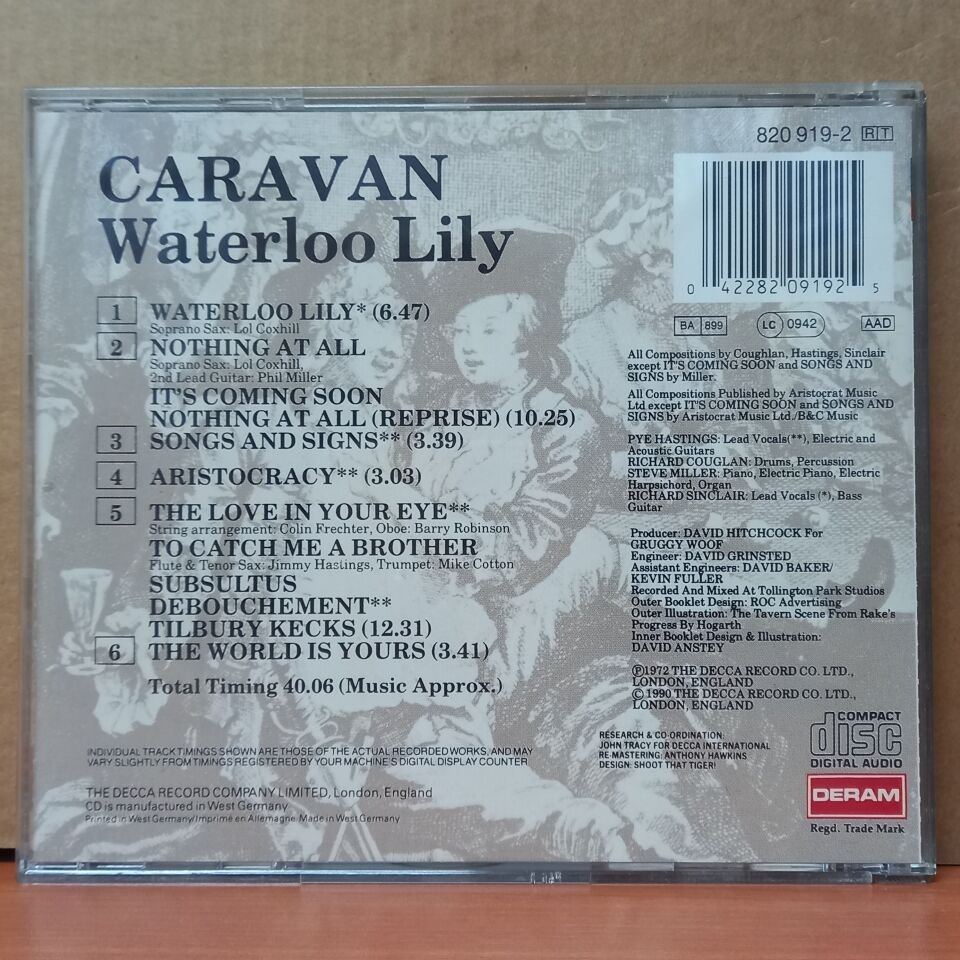 820 919-2 RT
CARAVAN
Waterloo Lily
0 42282 09192 5
BA 899 LC 0942 AAD
1 WATERLOO LILY* (6.47)
Soprano Sax: Lol Coxhill
2 NOTHING AT ALL
Soprano Sax: Lol Coxhill,
2nd Lead Guitar: Phil Miller
IT'S COMING SOON
NOTHING AT ALL (REPRISE) (10.25)
3 SONGS AND SIGNS** (3.39)
4 ARISTOCRACY** (3.03)
5 THE LOVE IN YOUR EYE**
String arrangement: Colin Frechter, Oboe: Barry Robinson
TO CATCH ME A BROTHER
Flute & Tenor Sax: Jimmy Hastings, Trumpet: Mike Cotton
SUBSULTUS
DEBOUCHEMENT**
TILBURY KECKS (12.31)
6 THE WORLD IS YOURS (3.41)
Total Timing 40.06 (Music Approx.)
All Compositions by Coughlan, Hastings, Sinclair
except IT'S COMING SOON and SONGS AND
SIGNS by Miller.
All Compositions Published by Aristocrat Music
Ltd except IT'S COMING SOON and SONGS AND
SIGNS by Aristocrat Music Ltd./B&C Music
PYE HASTINGS: Lead Vocals(**), Electric and
Acoustic Guitars
RICHARD COUGLAN: Drums, Percussion
STEVE MILLER: Piano, Electric Piano, Electric
Harpsichord, Organ
RICHARD SINCLAIR: Lead Vocals (*), Bass
Guitar
Producer: DAVID HITCHCOCK For
GRUGGY WOOF
Engineer: DAVID GRINSTED
Assistant Engineers: DAVID BAKER/
KEVIN FULLER
Recorded And Mixed At Tollington Park Studios
Outer Booklet Design: ROC Advertising
Outer Illustration: The Tavern Scene From Rake's
Progress By Hogarth
Inner Booklet Design & Illustration:
DAVID ANSTEY
Ⓟ1972 THE DECCA RECORD CO. LTD.,
LONDON, ENGLAND
© 1990 THE DECCA RECORD CO. LTD.,
LONDON, ENGLAND
RESEARCH & CO-ORDINATION:
JOHN TRACY FOR DECCA INTERNATIONAL
RE-MASTERING: ANTHONY HAWKINS
DESIGN: SHOOT THAT TIGER!
COMPACT
disc
DIGITAL AUDIO
DERAM
Regd. Trade Mark
INDIVIDUAL TRACK TIMINGS SHOWN ARE THOSE OF THE ACTUAL RECORDED WORKS, AND MAY
VARY SLIGHTLY FROM TIMINGS REGISTERED BY YOUR MACHINE'S DIGITAL DISPLAY COUNTER
THE DECCA RECORD COMPANY LIMITED, London, England
CD is manufactured in West Germany
Printed in West Germany/Imprimé en Allemagne. Made in West Germany